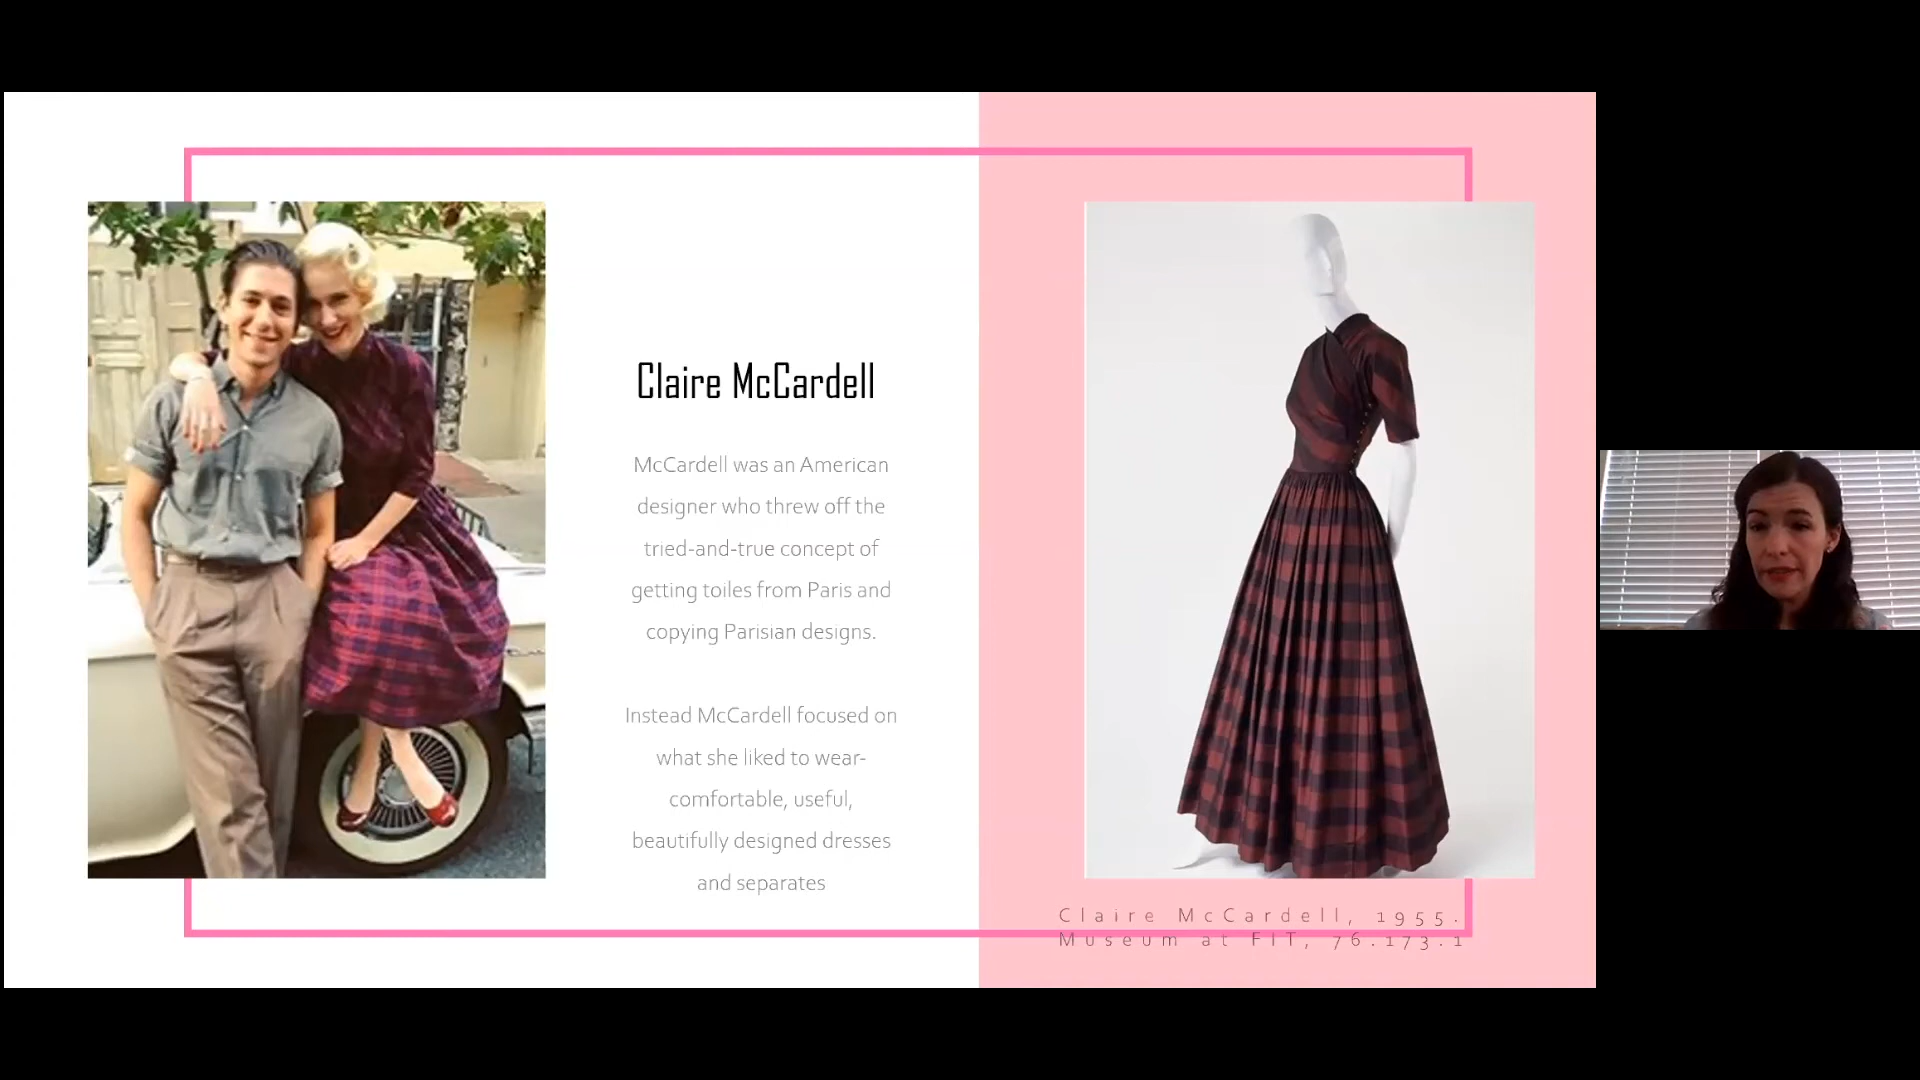 Claire McCardell
McCardell was an American
designer who threw off the
tried-and-true concept of
getting toiles from Paris and
copying Parisian designs.
Instead McCardell focused on
what she liked to wear-
comfortable, useful,
beautifully designed dresses
and separates
Claire McCardell, 1955.
Museum at FIT, 76.173.1